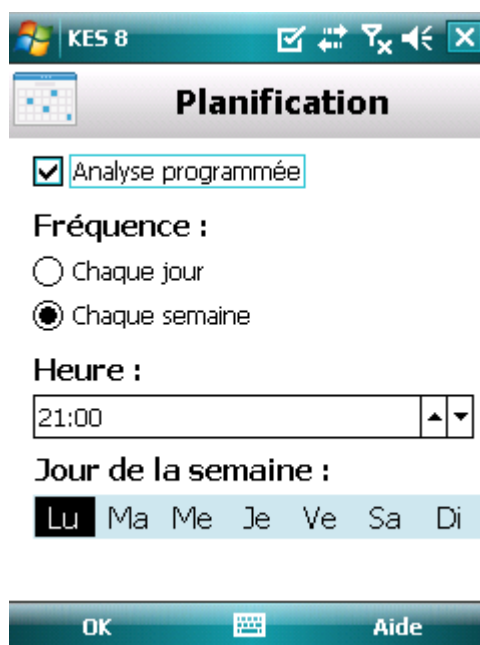 KES 8
Planification
Analyse programmée
Fréquence :
Chaque jour
Chaque semaine
Heure :
21:00
Jour de la semaine :
Lu Ma Me Je Ve Sa Di
OK Aide